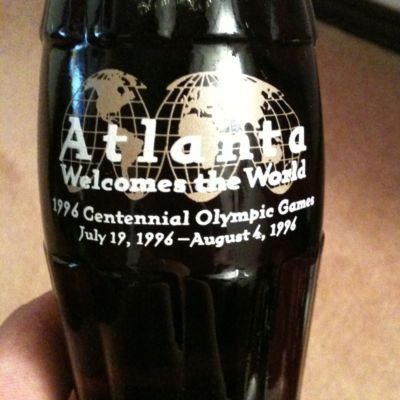 Atlanta
Welcomes the World
1996 Centennial Olympic Games
July 19, 1996 – August 4, 1996